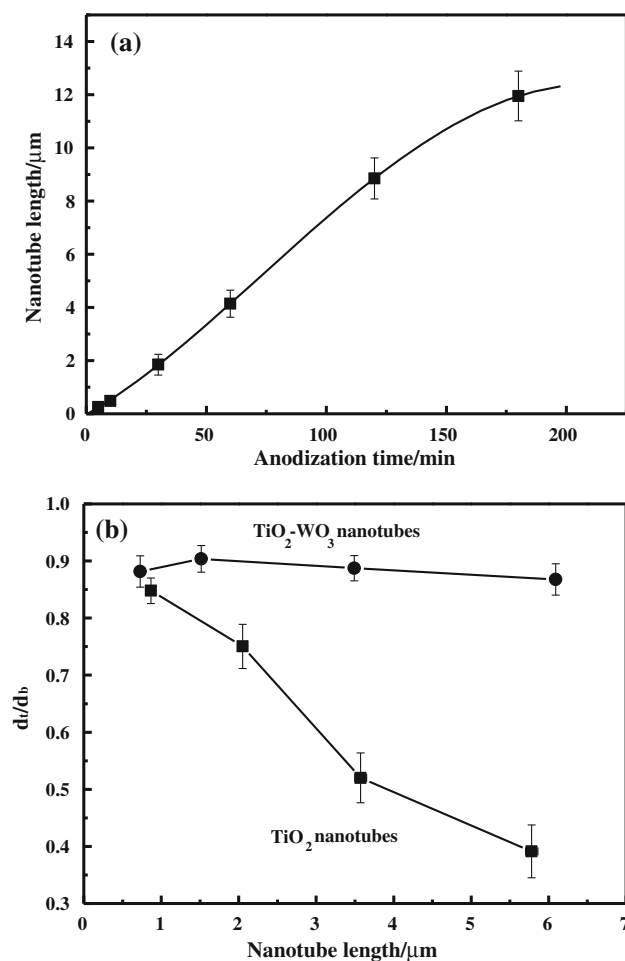 (a)
14
12
10
8
6
4
2
0
0 50 100 150 200
Nanotube length/μm
Anodization time/min
(b)
1.0
0.9
0.8
0.7
0.6
0.5
0.4
0.3
TiO2-WO3 nanotubes
TiO2 nanotubes
dt/db
0 1 2 3 4 5 6 7
Nanotube length/μm